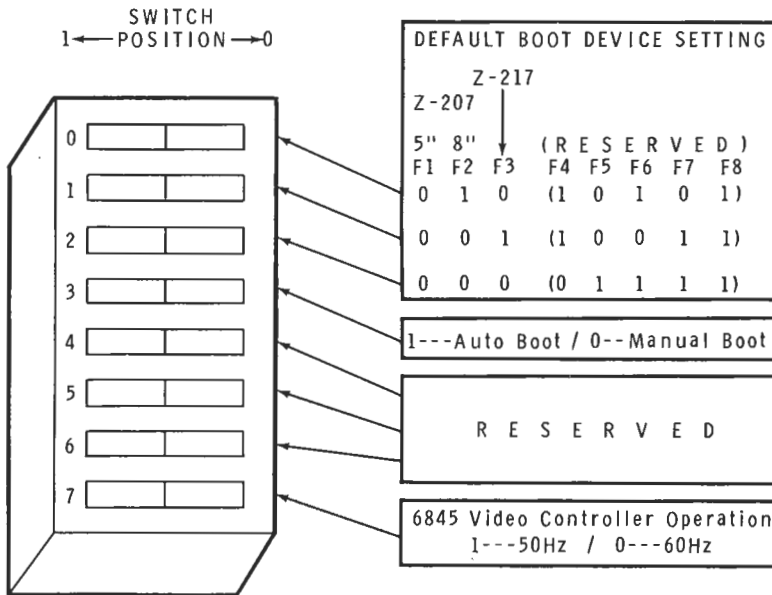 SWITCH
1←POSITION→0
0
1
2
3
4
5
6
7
DEFAULT BOOT DEVICE SETTING
Z-217
Z-207
5" 8" (RESERVED)
F1 F2 F3 F4 F5 F6 F7 F8
0 1 0 (1 0 1 0 1)
0 0 1 (1 0 0 1 1)
0 0 0 (0 1 1 1 1)
1---Auto Boot / 0--Manual Boot
RESERVED
6845 Video Controller Operation
1---50Hz / 0---60Hz